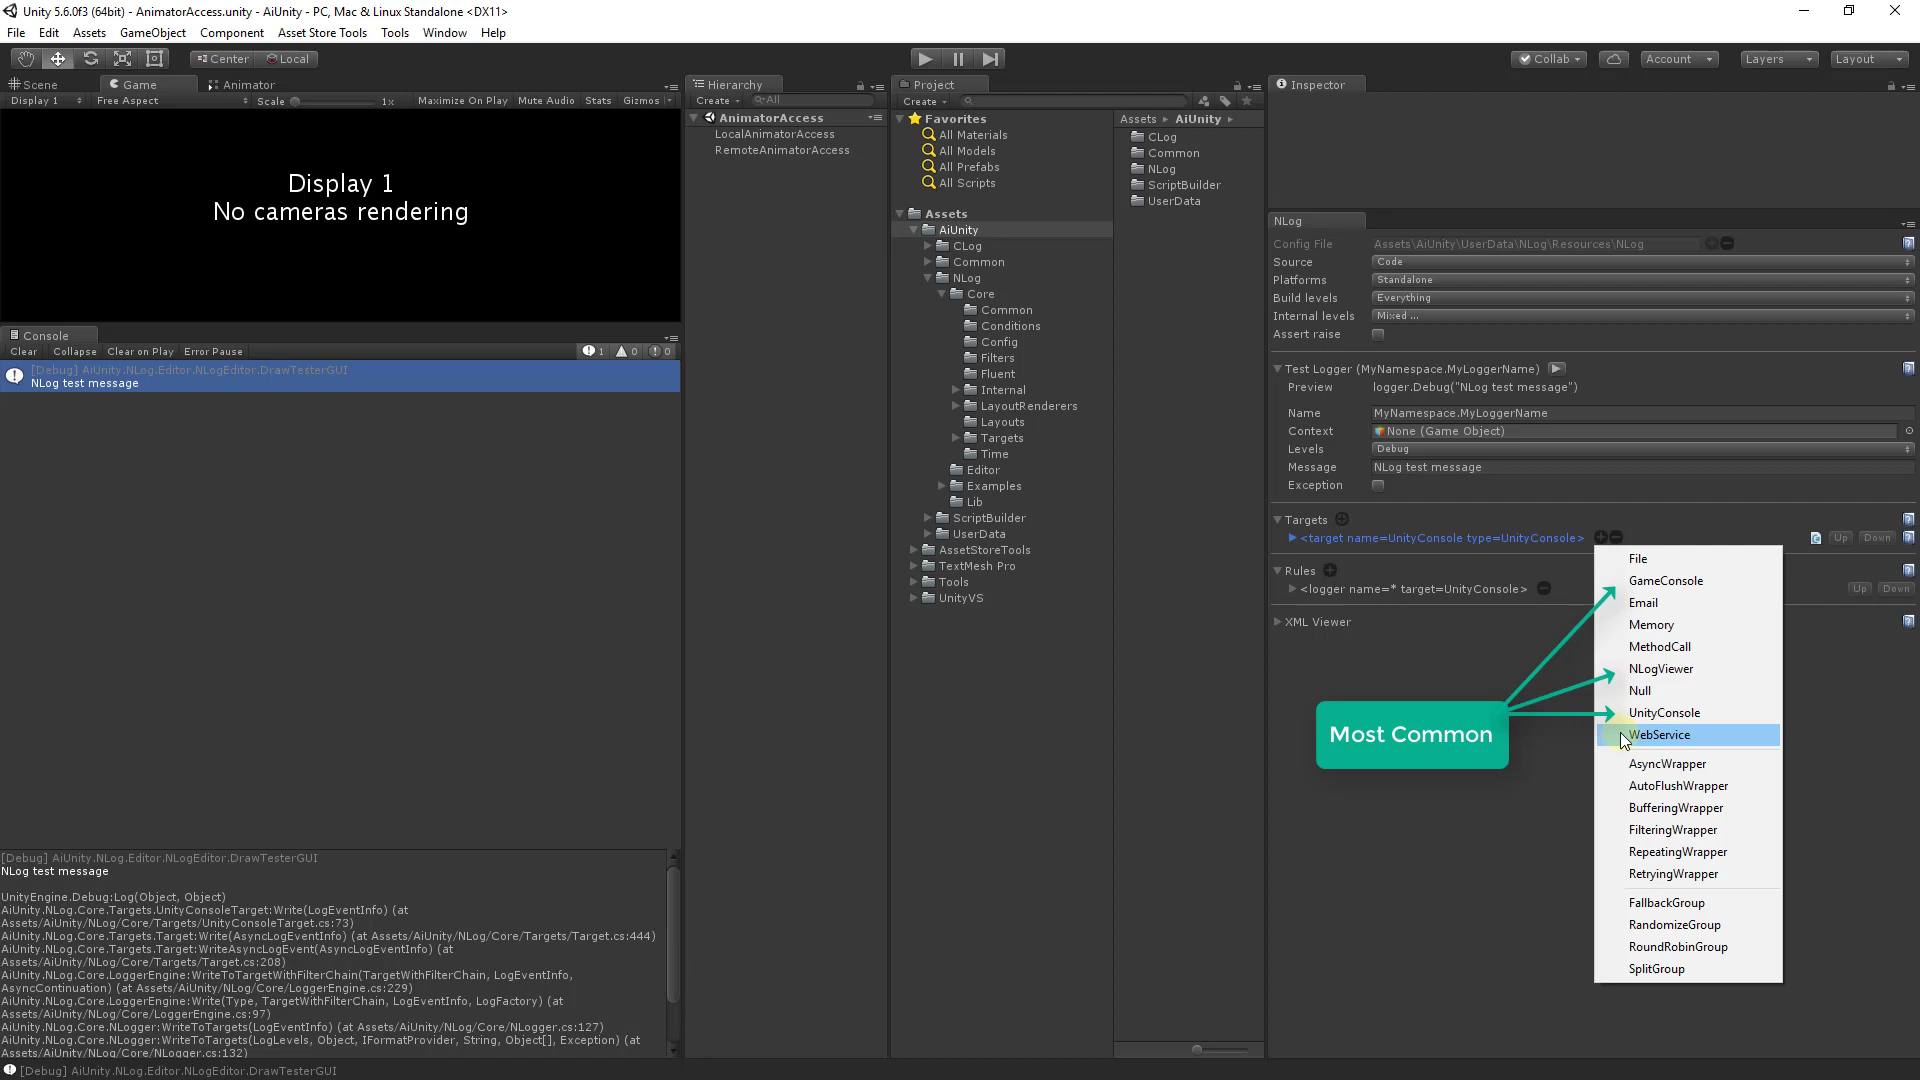 Unity 5.6.0f3 (64bit) - AnimatorAccess.unity - AiUnity - PC, Mac & Linux Standalone <DX11>
File Edit Assets GameObject Component Asset Store Tools Tools Window Help
Center Local Collab Account Layers Layout
Scene Game Animator
Display 1 Free Aspect Scale 1x Maximize On Play Mute Audio Stats Gizmos
Display 1
No cameras rendering
Console
Clear Collapse Clear on Play Error Pause 1 0 0
[Debug] AiUnity.NLog.Editor.NLogEditor.DrawTesterGUI
NLog test message
[Debug] AiUnity.NLog.Editor.NLogEditor.DrawTesterGUI
NLog test message
UnityEngine.Debug:Log(Object, Object)
AiUnity.NLog.Core.Targets.UnityConsoleTarget:Write(LogEventInfo) (at
Assets/AiUnity/NLog/Core/Targets/UnityConsoleTarget.cs:73)
AiUnity.NLog.Core.Targets.Target:Write(AsyncLogEventInfo) (at Assets/AiUnity/NLog/Core/Targets/Target.cs:444)
AiUnity.NLog.Core.Targets.Target:WriteAsyncLogEvent(AsyncLogEventInfo) (at
Assets/AiUnity/NLog/Core/Targets/Target.cs:208)
AiUnity.NLog.Core.LoggerEngine:WriteToTargetWithFilterChain(TargetWithFilterChain, LogEventInfo,
AsyncContinuation) (at Assets/AiUnity/NLog/Core/LoggerEngine.cs:229)
AiUnity.NLog.Core.LoggerEngine:Write(Type, TargetWithFilterChain, LogEventInfo, LogFactory) (at
Assets/AiUnity/NLog/Core/LoggerEngine.cs:97)
AiUnity.NLog.Core.NLogger:WriteToTargets(LogEventInfo) (at Assets/AiUnity/NLog/Core/NLogger.cs:127)
AiUnity.NLog.Core.NLogger:WriteToTargets(LogLevels, Object, IFormatProvider, String, Object[], Exception) (at
Assets/AiUnity/NLog/Core/NLogger.cs:132)
[Debug] AiUnity.NLog.Editor.NLogEditor.DrawTesterGUI
Hierarchy
Create All
AnimatorAccess
LocalAnimatorAccess
RemoteAnimatorAccess
Project
Create
Favorites
All Materials
All Models
All Prefabs
All Scripts
Assets
AiUnity
CLog
Common
NLog
Core
Common
Conditions
Config
Filters
Fluent
Internal
LayoutRenderers
Layouts
Targets
Time
Editor
Examples
Lib
ScriptBuilder
UserData
AssetStoreTools
TextMesh Pro
Tools
UnityVS
Assets AiUnity
CLog
Common
NLog
ScriptBuilder
UserData
Inspector
NLog
Config File Assets\AiUnity\UserData\NLog\Resources\NLog
Source Code
Platforms Standalone
Build levels Everything
Internal levels Mixed ...
Assert raise
Test Logger (MyNamespace.MyLoggerName)
Preview logger.Debug("NLog test message")
Name MyNamespace.MyLoggerName
Context None (Game Object)
Levels Debug
Message NLog test message
Exception
Targets
<target name=UnityConsole type=UnityConsole> Up Down
Rules
<logger name=* target=UnityConsole> Up Down
XML Viewer
Most Common
File
GameConsole
Email
Memory
MethodCall
NLogViewer
Null
UnityConsole
WebService
AsyncWrapper
AutoFlushWrapper
BufferingWrapper
FilteringWrapper
RepeatingWrapper
RetryingWrapper
FallbackGroup
RandomizeGroup
RoundRobinGroup
SplitGroup